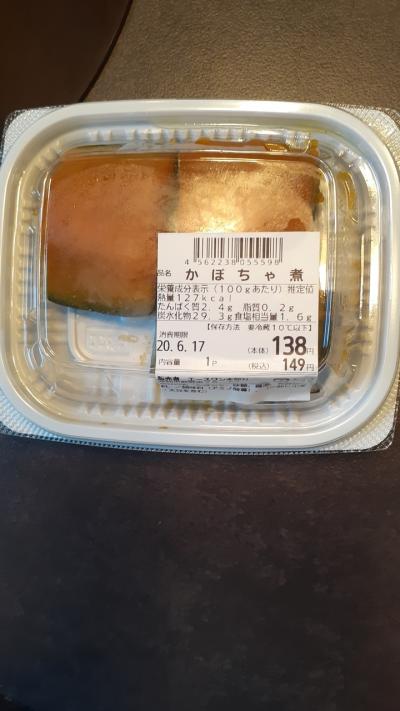 4562238055598
品名 かぼちゃ煮
栄養成分表示(100gあたり)推定値
熱量127kcal
たんぱく質2.4g 脂質0.2g
炭水化物29.3g食塩相当量1.6g
【保存方法 要冷蔵10℃以下】
消費期限
20.6.17 (本体) 138円
内容量 1P (税込) 149円